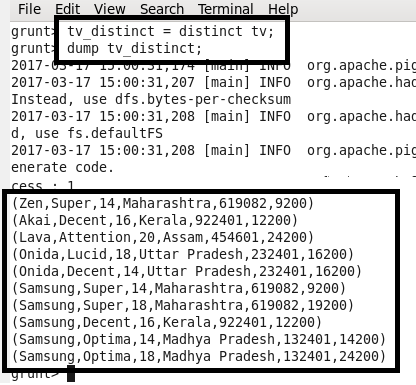 File Edit View Search Terminal Help
grunt> tv_distinct = distinct tv;
grunt> dump tv_distinct;
2017-03-17 15:00:31,174 [main] INFO org.apache.pig
2017-03-17 15:00:31,207 [main] INFO org.apache.had
Instead, use dfs.bytes-per-checksum
2017-03-17 15:00:31,208 [main] INFO org.apache.had
d, use fs.defaultFS
2017-03-17 15:00:31,208 [main] INFO org.apache.pig
enerate code.
cess : 1
(Zen,Super,14,Maharashtra,619082,9200)
(Akai,Decent,16,Kerala,922401,12200)
(Lava,Attention,20,Assam,454601,24200)
(Onida,Lucid,18,Uttar Pradesh,232401,16200)
(Onida,Decent,14,Uttar Pradesh,232401,16200)
(Samsung,Super,14,Maharashtra,619082,9200)
(Samsung,Super,18,Maharashtra,619082,19200)
(Samsung,Decent,16,Kerala,922401,12200)
(Samsung,Optima,14,Madhya Pradesh,132401,14200)
(Samsung,Optima,18,Madhya Pradesh,132401,24200)
grunt>